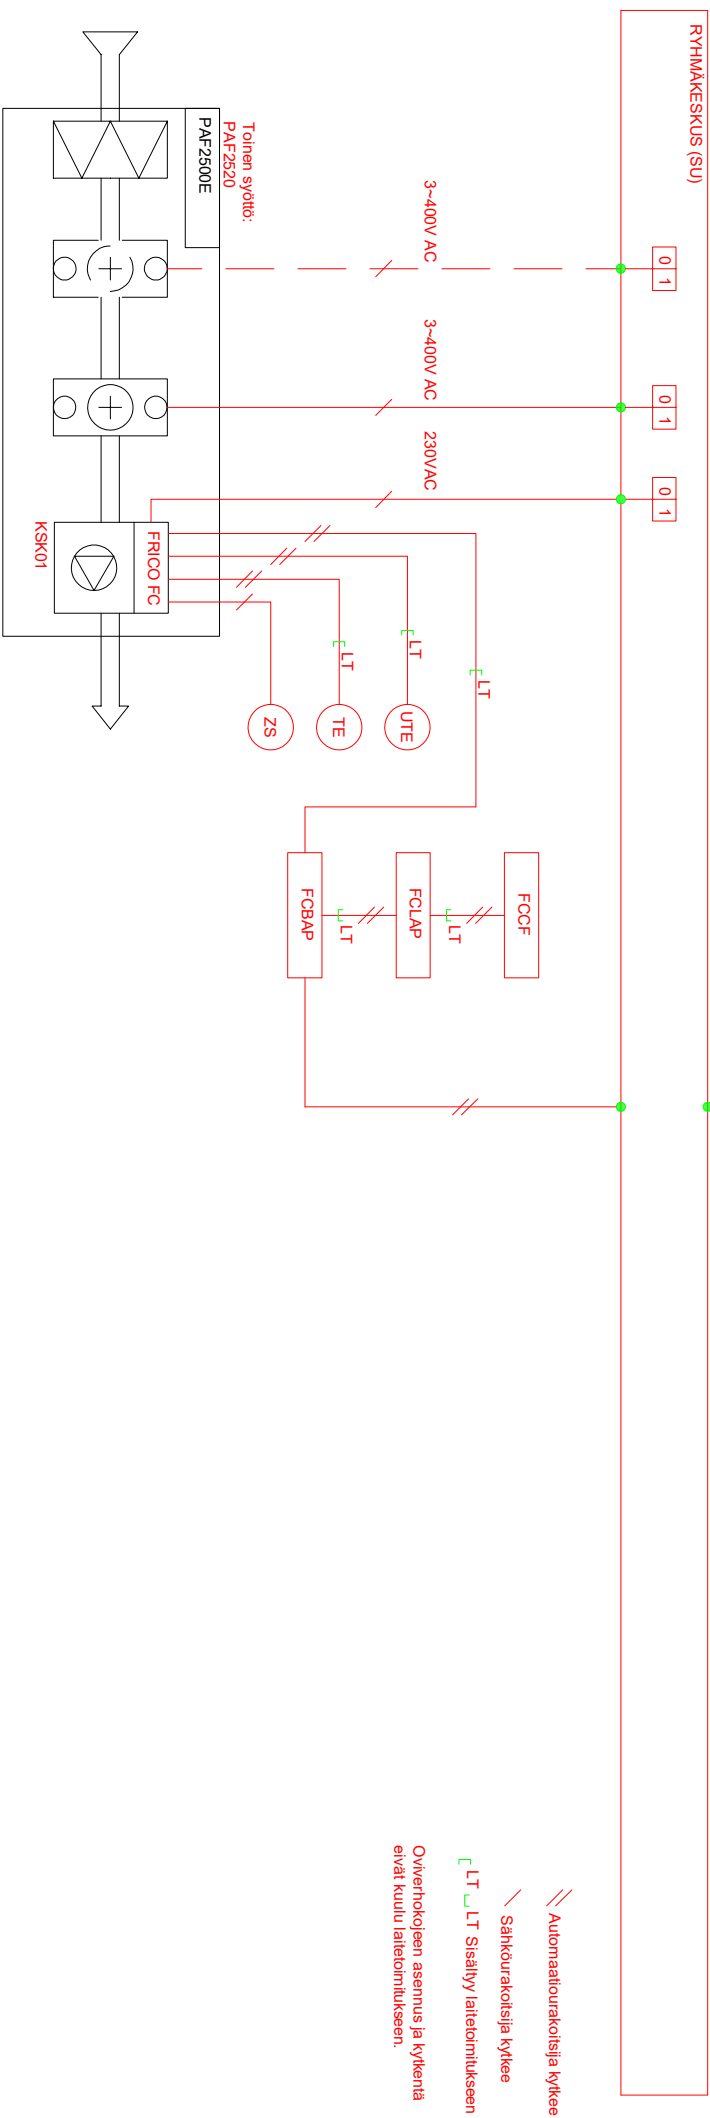 RYHMÄKESKUS (SU)
0 1
0 1
0 1
3~400V AC
3~400V AC
230VAC
Toinen syöttö:
PAF2520
PAF2500E
FRICO FC
KSK01
LT
LT
LT
UTE
TE
ZS
FCCF
LT
FCLAP
LT
FCBAP
Automaatiourakoitsija kytkee
Sähköurakoitsija kytkee
LT LT Sisältyy laitetoimitukseen
Oviverhokojeen asennus ja kytkentä
eivät kuulu laitetoimitukseen.